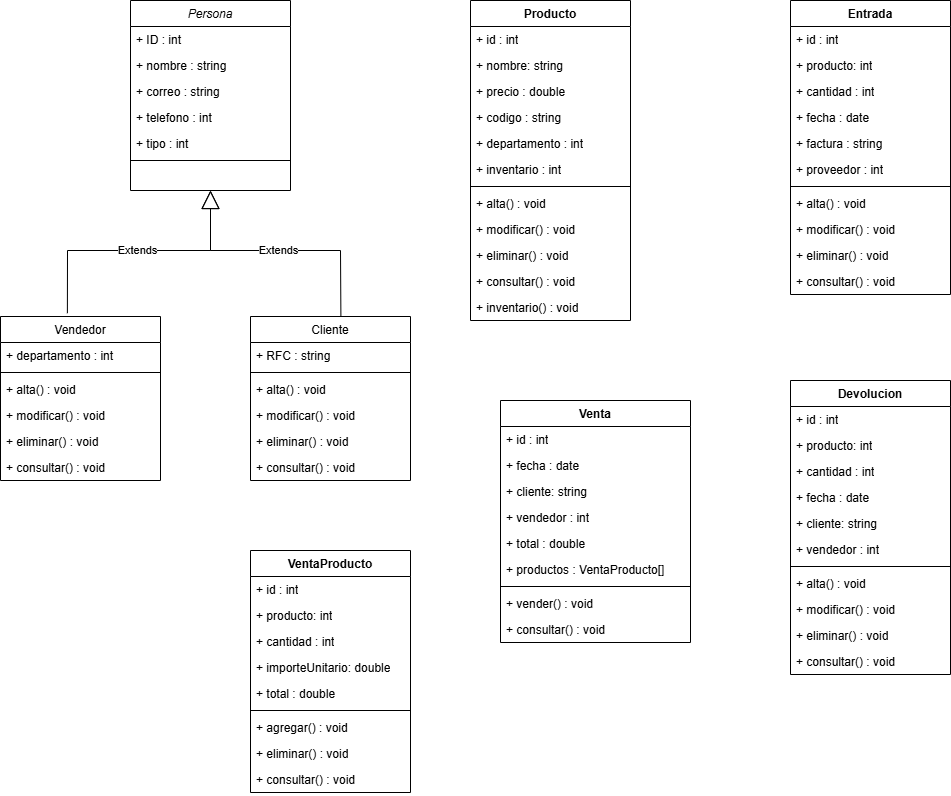 Persona
+ ID : int
+ nombre : string
+ correo : string
+ telefono : int
+ tipo : int
Extends
Extends
Vendedor
+ departamento : int
+ alta() : void
+ modificar() : void
+ eliminar() : void
+ consultar() : void
Cliente
+ RFC : string
+ alta() : void
+ modificar() : void
+ eliminar() : void
+ consultar() : void
Producto
+ id : int
+ nombre: string
+ precio : double
+ codigo : string
+ departamento : int
+ inventario : int
+ alta() : void
+ modificar() : void
+ eliminar() : void
+ consultar() : void
+ inventario() : void
Entrada
+ id : int
+ producto: int
+ cantidad : int
+ fecha : date
+ factura : string
+ proveedor : int
+ alta() : void
+ modificar() : void
+ eliminar() : void
+ consultar() : void
VentaProducto
+ id : int
+ producto: int
+ cantidad : int
+ importeUnitario: double
+ total : double
+ agregar() : void
+ eliminar() : void
+ consultar() : void
Venta
+ id : int
+ fecha : date
+ cliente: string
+ vendedor : int
+ total : double
+ productos : VentaProducto[]
+ vender() : void
+ consultar() : void
Devolucion
+ id : int
+ producto: int
+ cantidad : int
+ fecha : date
+ cliente: string
+ vendedor : int
+ alta() : void
+ modificar() : void
+ eliminar() : void
+ consultar() : void